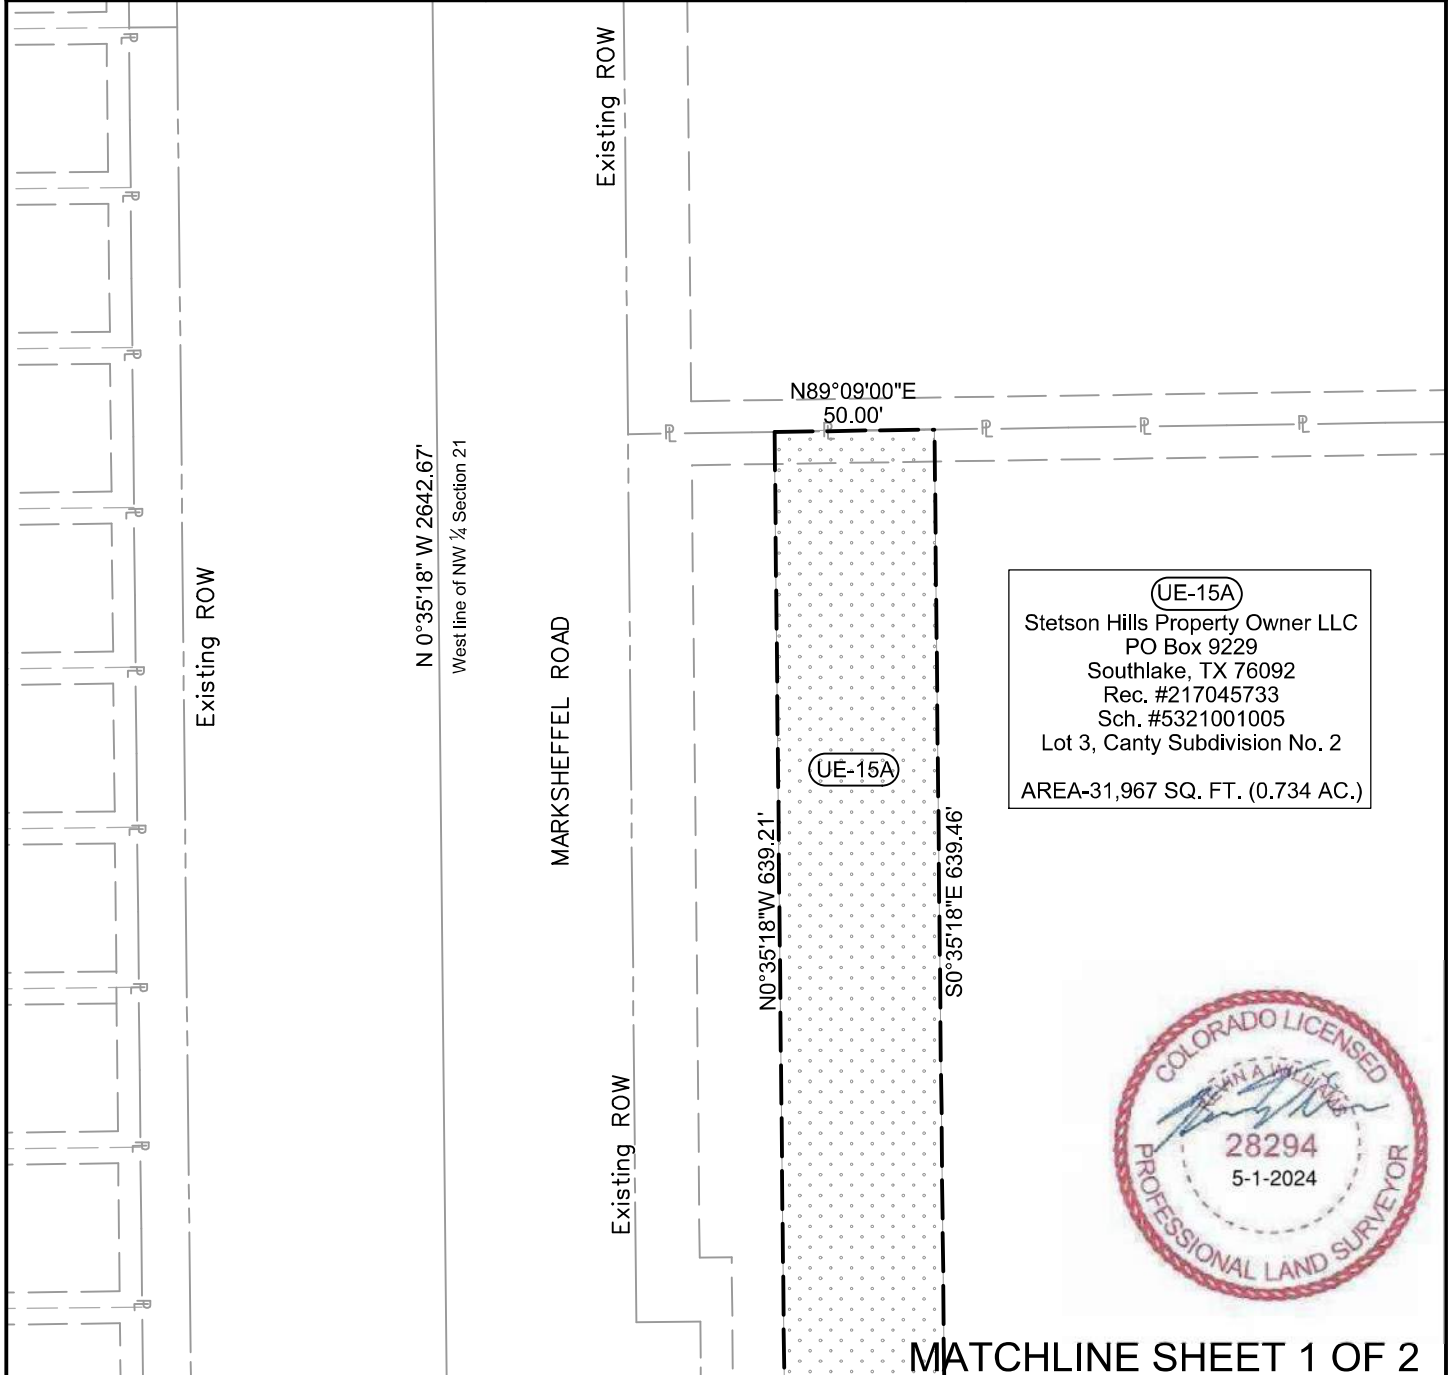 Existing ROW
N89°09'00"E
50.00'
N 0°35'18" W 2642.67'
West line of NW ¼ Section 21
Existing ROW
MARKSHEFFEL ROAD
UE-15A
Stetson Hills Property Owner LLC
PO Box 9229
Southlake, TX 76092
Rec. #217045733
Sch. #5321001005
Lot 3, Canty Subdivision No. 2
AREA-31,967 SQ. FT. (0.734 AC.)
UE-15A
N0°35'18"W 639.21'
S0°35'18"E 639.46'
Existing ROW
COLORADO LICENSED
KEVIN A WILLIAMS
28294
5-1-2024
PROFESSIONAL LAND SURVEYOR
MATCHLINE SHEET 1 OF 2